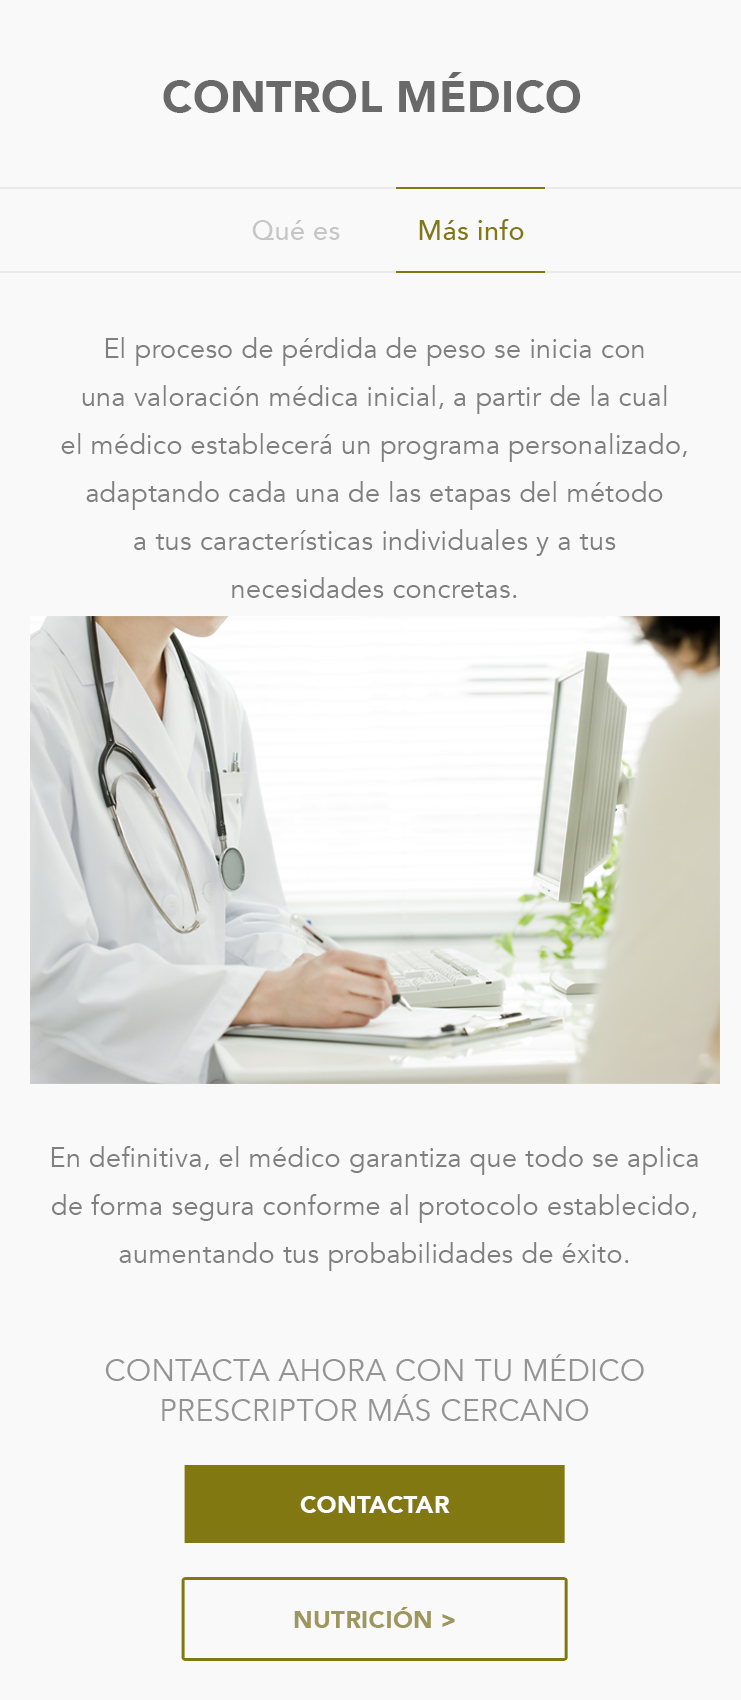 CONTROL MÉDICO
Qué es
Más info
El proceso de pérdida de peso se inicia con
una valoración médica inicial, a partir de la cual
el médico establecerá un programa personalizado,
adaptando cada una de las etapas del método
a tus características individuales y a tus
necesidades concretas.
En definitiva, el médico garantiza que todo se aplica
de forma segura conforme al protocolo establecido,
aumentando tus probabilidades de éxito.
CONTACTA AHORA CON TU MÉDICO
PRESCRIPTOR MÁS CERCANO
CONTACTAR
NUTRICIÓN >